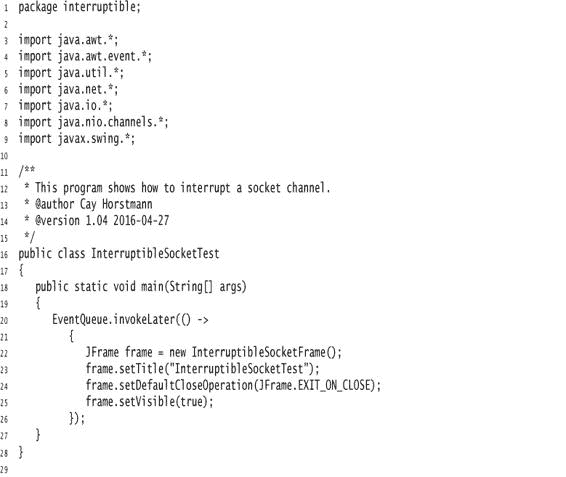 1 package interruptible;
2
3 import java.awt.*;
4 import java.awt.event.*;
5 import java.util.*;
6 import java.net.*;
7 import java.io.*;
8 import java.nio.channels.*;
9 import javax.swing.*;
10
11 /**
12  * This program shows how to interrupt a socket channel.
13  * @author Cay Horstmann
14  * @version 1.04 2016-04-27
15  */
16 public class InterruptibleSocketTest
17 {
18    public static void main(String[] args)
19    {
20       EventQueue.invokeLater(() ->
21          {
22             JFrame frame = new InterruptibleSocketFrame();
23             frame.setTitle("InterruptibleSocketTest");
24             frame.setDefaultCloseOperation(JFrame.EXIT_ON_CLOSE);
25             frame.setVisible(true);
26          });
27    }
28 }
29